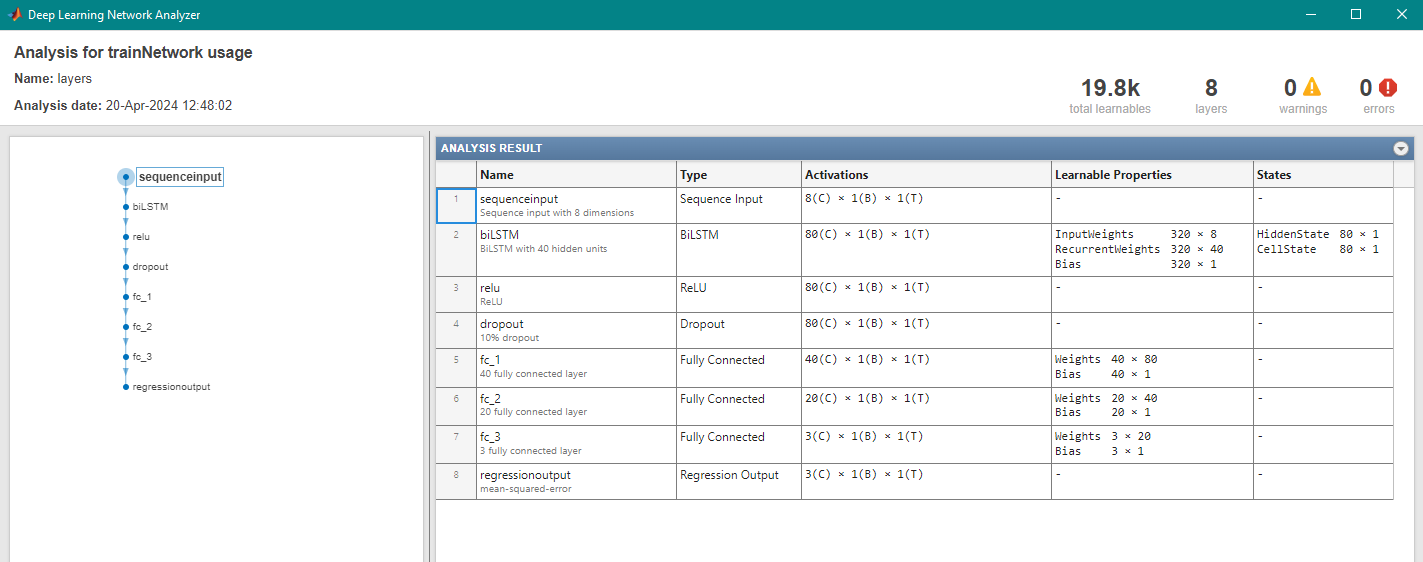 Deep Learning Network Analyzer
Analysis for trainNetwork usage
Name: layers
Analysis date: 20-Apr-2024 12:48:02
19.8k
total learnables
8
layers
0
warnings
0
errors
sequenceinput
biLSTM
relu
dropout
fc_1
fc_2
fc_3
regressionoutput
ANALYSIS RESULT
Name Type Activations Learnable Properties States
1 sequenceinput Sequence Input 8(C) × 1(B) × 1(T) - -
Sequence input with 8 dimensions
2 biLSTM BiLSTM 80(C) × 1(B) × 1(T) InputWeights 320 × 8 HiddenState 80 × 1
BiLSTM with 40 hidden units RecurrentWeights 320 × 40 CellState 80 × 1
Bias 320 × 1
3 relu ReLU 80(C) × 1(B) × 1(T) - -
ReLU
4 dropout Dropout 80(C) × 1(B) × 1(T) - -
10% dropout
5 fc_1 Fully Connected 40(C) × 1(B) × 1(T) Weights 40 × 80 -
40 fully connected layer Bias 40 × 1
6 fc_2 Fully Connected 20(C) × 1(B) × 1(T) Weights 20 × 40 -
20 fully connected layer Bias 20 × 1
7 fc_3 Fully Connected 3(C) × 1(B) × 1(T) Weights 3 × 20 -
3 fully connected layer Bias 3 × 1
8 regressionoutput Regression Output 3(C) × 1(B) × 1(T) - -
mean-squared-error